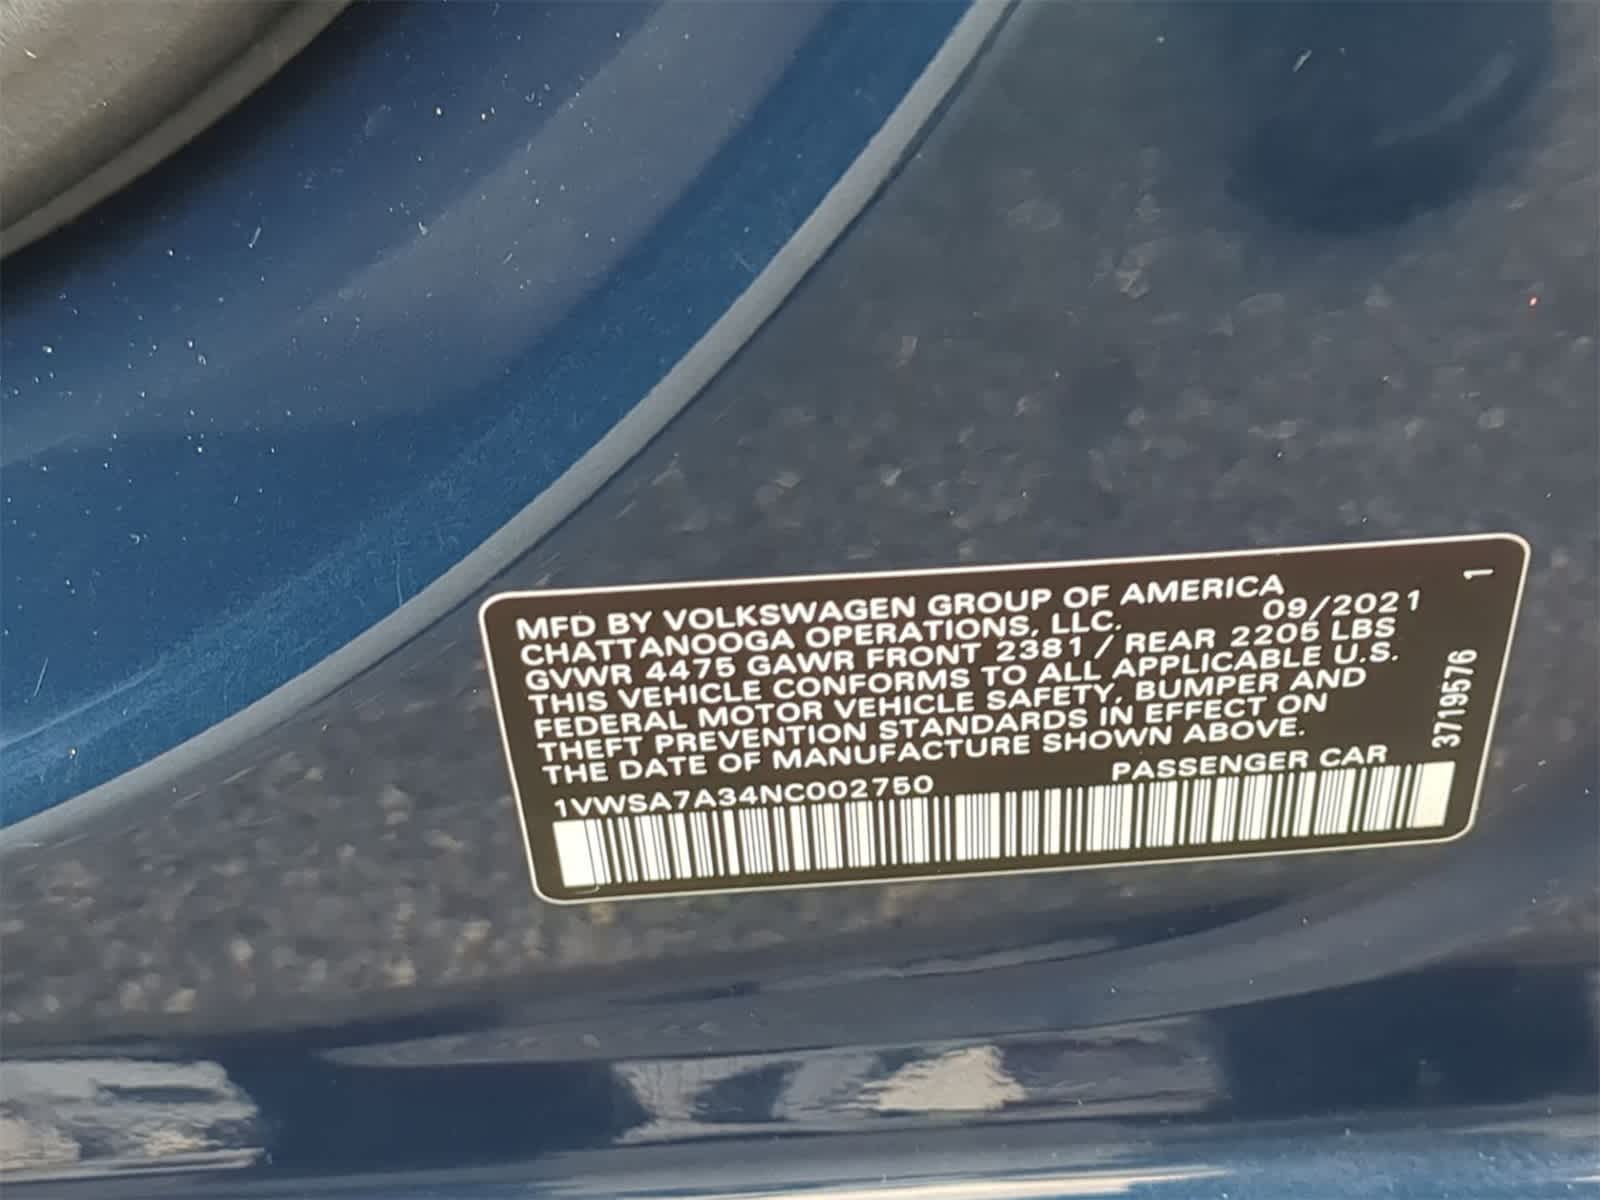 MFD BY VOLKSWAGEN GROUP OF AMERICA
CHATTANOOGA OPERATIONS, LLC. 09/2021
GVWR 4475 GAWR FRONT 2381 / REAR 2205 LBS
THIS VEHICLE CONFORMS TO ALL APPLICABLE U.S.
FEDERAL MOTOR VEHICLE SAFETY, BUMPER AND
THEFT PREVENTION STANDARDS IN EFFECT ON
THE DATE OF MANUFACTURE SHOWN ABOVE.
1VWSA7A34NC002750 PASSENGER CAR
3719576 1